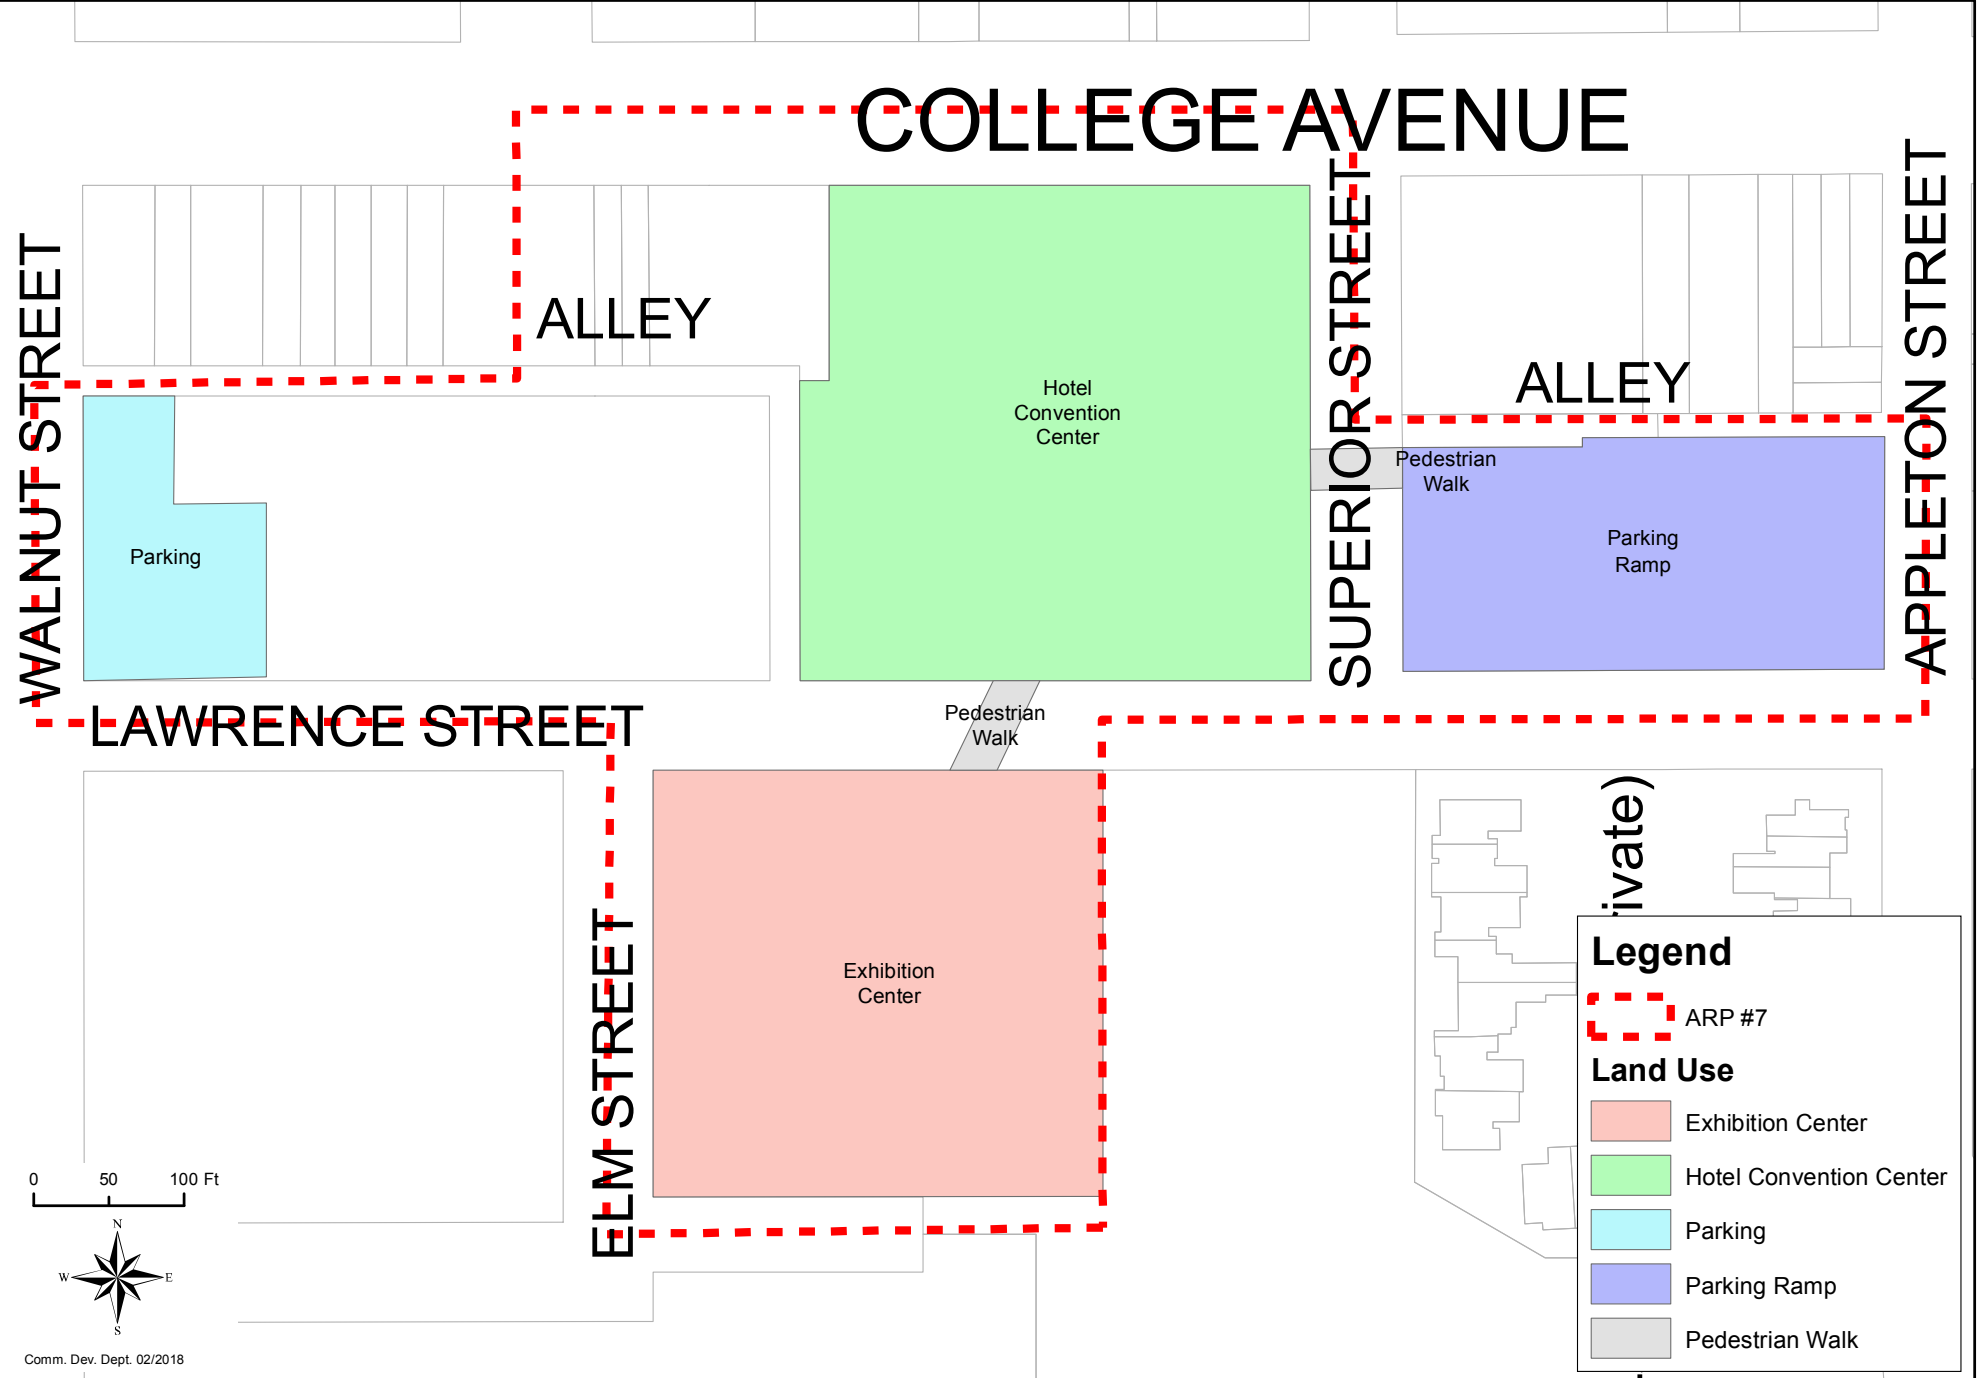 COLLEGE AVENUE
WALNUT STREET
ALLEY
SUPERIOR STREET
ALLEY
APPLETON STREET
Hotel
Convention
Center
Pedestrian
Walk
Parking
Ramp
Parking
LAWRENCE STREET
Pedestrian
Walk
ELM STREET
Exhibition
Center
ivate)
Legend
ARP #7
Land Use
Exhibition Center
Hotel Convention Center
Parking
Parking Ramp
Pedestrian Walk
0 50 100 Ft
N
W E
S
Comm. Dev. Dept. 02/2018